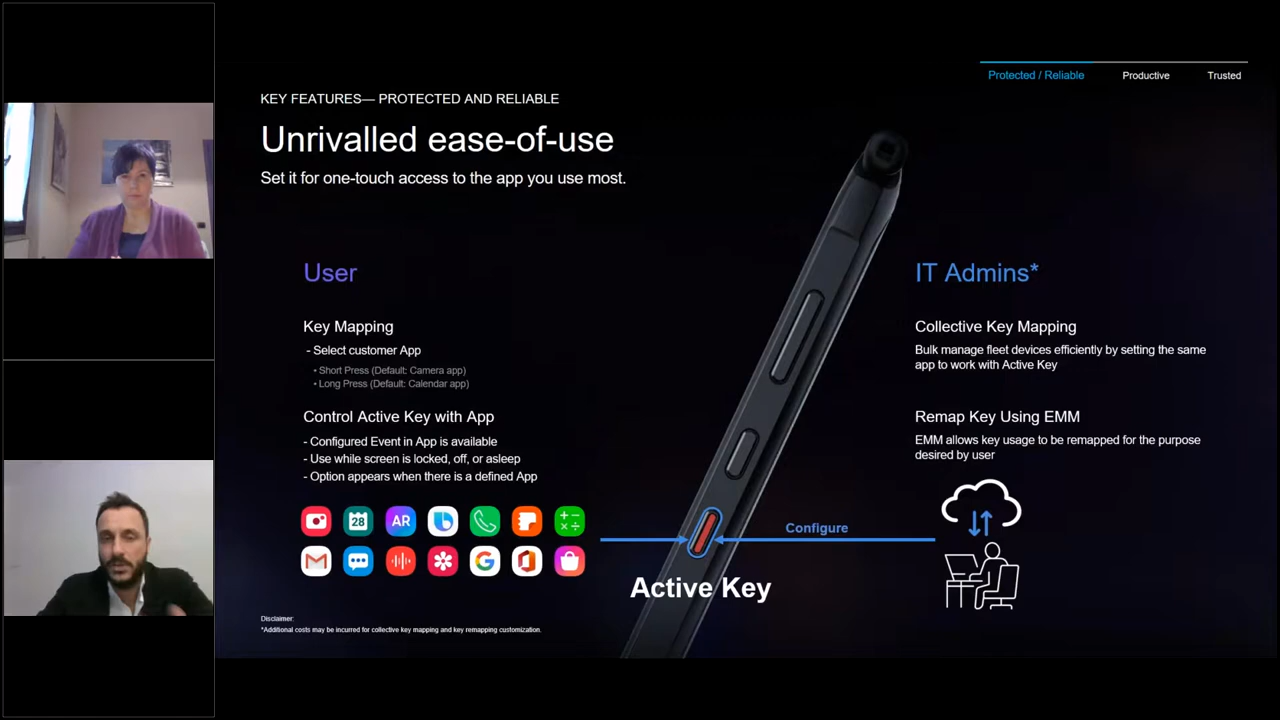 Protected / Reliable
Productive
Trusted
KEY FEATURES— PROTECTED AND RELIABLE
Unrivalled ease-of-use
Set it for one-touch access to the app you use most.
User
Key Mapping
- Select customer App
• Short Press (Default: Camera app)
• Long Press (Default: Calendar app)
Control Active Key with App
- Configured Event in App is available
- Use while screen is locked, off, or asleep
- Option appears when there is a defined App
28
AR
Active Key
Configure
IT Admins*
Collective Key Mapping
Bulk manage fleet devices efficiently by setting the same
app to work with Active Key
Remap Key Using EMM
EMM allows key usage to be remapped for the purpose
desired by user
Disclaimer:
*Additional costs may be incurred for collective key mapping and key remapping customization.